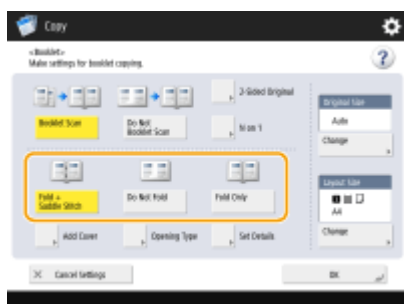 Copy
<Booklet>
Make settings for booklet copying.
?
Booklet Scan
Do Not
Booklet Scan
2-Sided Original
N on 1
Original Size
Auto
Change
Fold +
Saddle Stitch
Do Not Fold
Fold Only
Layout Size
A4
Change
Add Cover
Opening Type
Set Details
Cancel Settings
OK